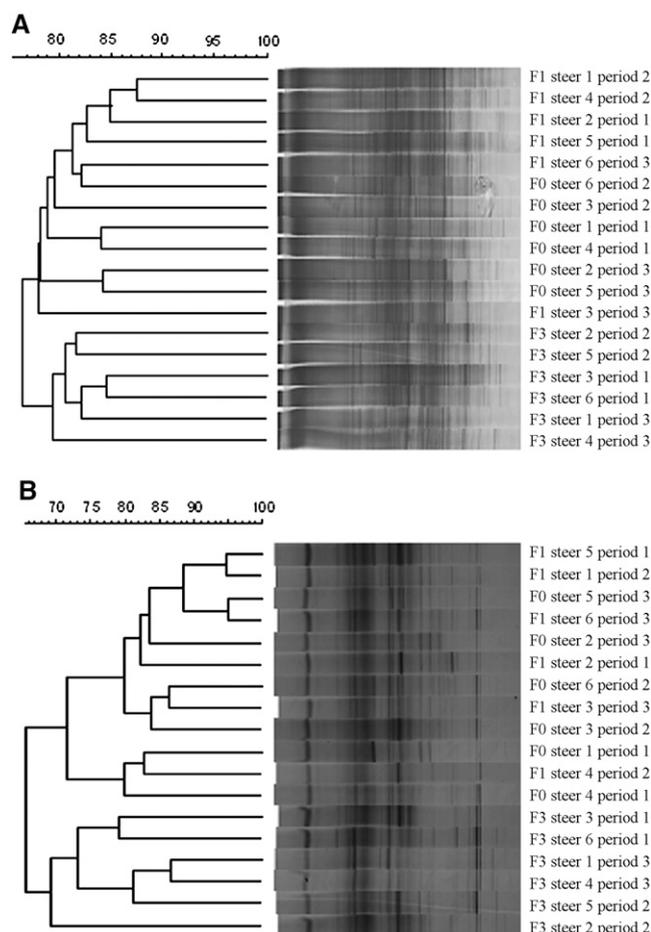 A
80 85 90 95 100
F1 steer 1 period 2
F1 steer 4 period 2
F1 steer 2 period 1
F1 steer 5 period 1
F1 steer 6 period 3
F0 steer 6 period 2
F0 steer 3 period 2
F0 steer 1 period 1
F0 steer 4 period 1
F0 steer 2 period 3
F0 steer 5 period 3
F1 steer 3 period 3
F3 steer 2 period 2
F3 steer 5 period 2
F3 steer 3 period 1
F3 steer 6 period 1
F3 steer 1 period 3
F3 steer 4 period 3
B
70 75 80 85 90 100
F1 steer 5 period 1
F1 steer 1 period 2
F0 steer 5 period 3
F1 steer 6 period 3
F0 steer 2 period 3
F1 steer 2 period 1
F0 steer 6 period 2
F1 steer 3 period 3
F0 steer 3 period 2
F0 steer 1 period 1
F1 steer 4 period 2
F0 steer 4 period 1
F3 steer 3 period 1
F3 steer 6 period 1
F3 steer 1 period 3
F3 steer 4 period 3
F3 steer 5 period 2
F3 steer 2 period 2